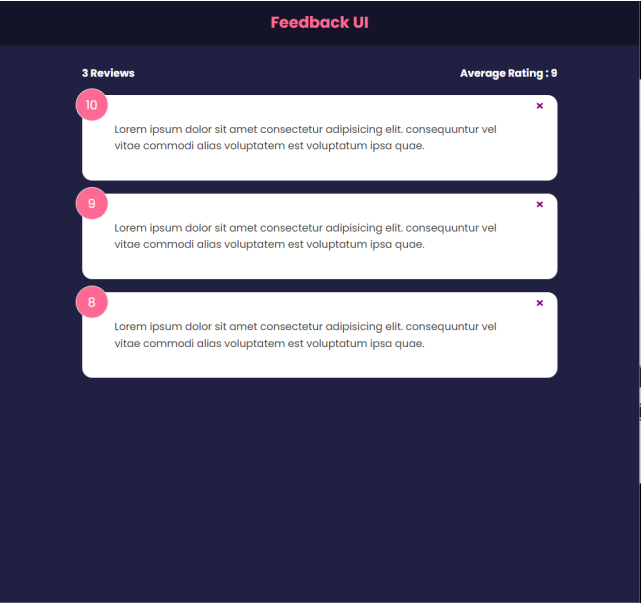 Feedback UI
3 Reviews
Average Rating : 9
10
×
Lorem ipsum dolor sit amet consectetur adipisicing elit. consequuntur vel
vitae commodi alias voluptatem est voluptatum ipsa quae.
9
×
Lorem ipsum dolor sit amet consectetur adipisicing elit. consequuntur vel
vitae commodi alias voluptatem est voluptatum ipsa quae.
8
×
Lorem ipsum dolor sit amet consectetur adipisicing elit. consequuntur vel
vitae commodi alias voluptatem est voluptatum ipsa quae.